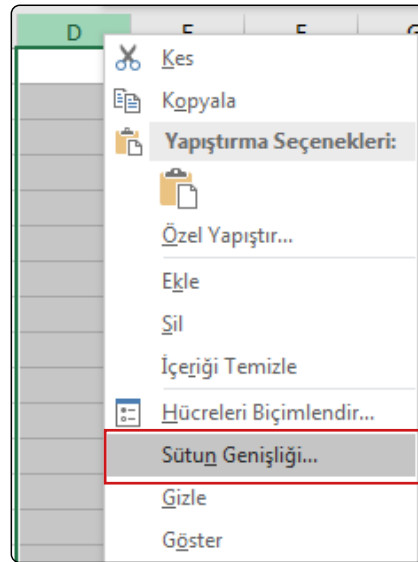 D
Kes
Kopyala
Yapıştırma Seçenekleri:
Özel Yapıştır...
Ekle
Sil
İçeriği Temizle
Hücreleri Biçimlendir...
Sütun Genişliği...
Gizle
Göster